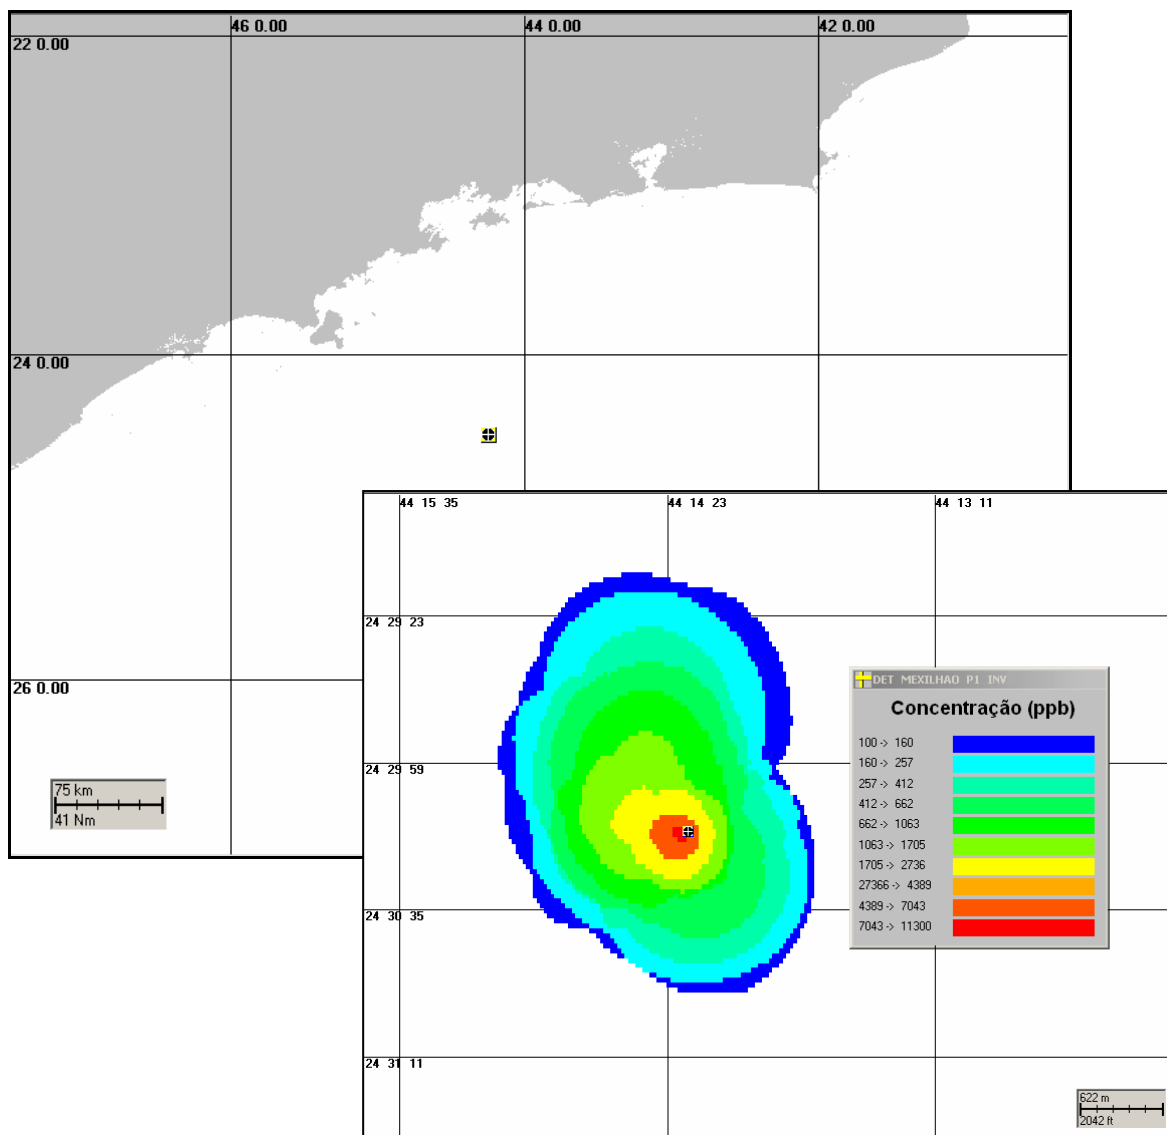 46 0.00 44 0.00 42 0.00
22 0.00
24 0.00
26 0.00
75 km
41 Nm
44 15 35 44 14 23 44 13 11
24 29 23
24 29 59
24 30 35
24 31 11
DET MEXILHAO P1 INV
Concentração (ppb)
100 -> 160
160 -> 257
257 -> 412
412 -> 662
662 -> 1063
1063 -> 1705
1705 -> 2736
27366 -> 4389
4389 -> 7043
7043 -> 11300
622 m
2042 ft